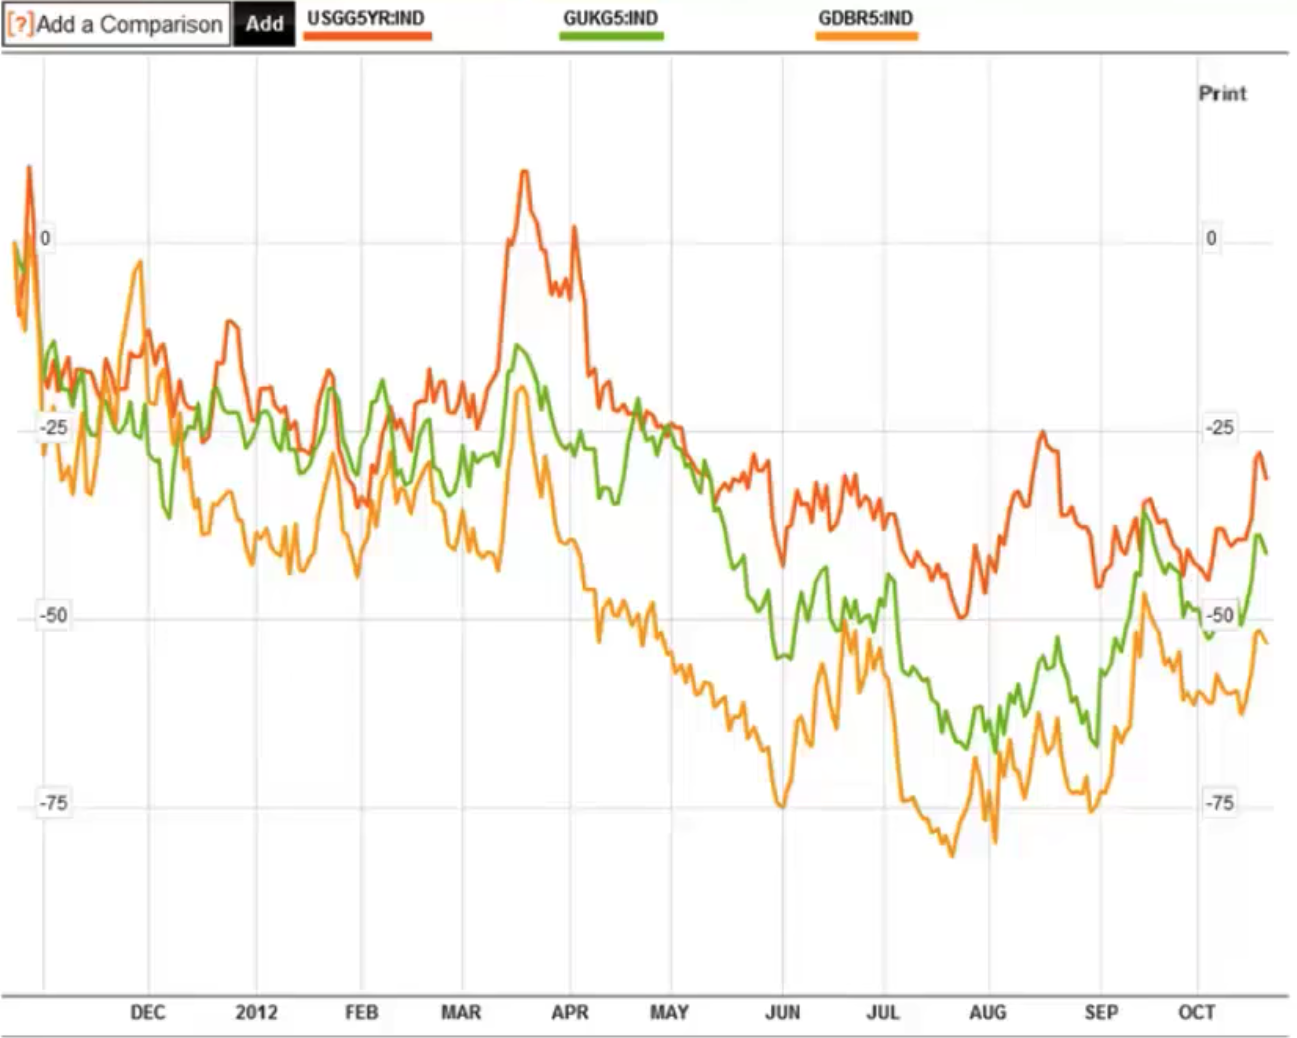 [?]Add a Comparison Add USGG5YR:IND GUKG5:IND GDBR5:IND
Print
0 0
-25 -25
-50 -50
-75 -75
DEC 2012 FEB MAR APR MAY JUN JUL AUG SEP OCT